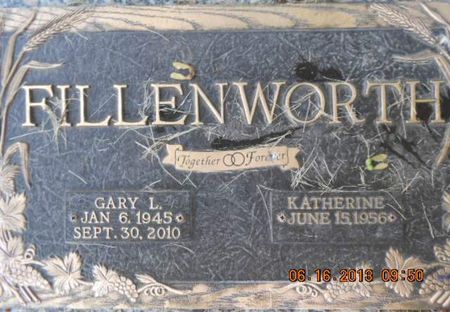 FILLENWORTH
Together Forever
GARY L.
JAN 6, 1945
SEPT. 30, 2010
KATHERINE
JUNE 15, 1956
06.16.2013 09:50